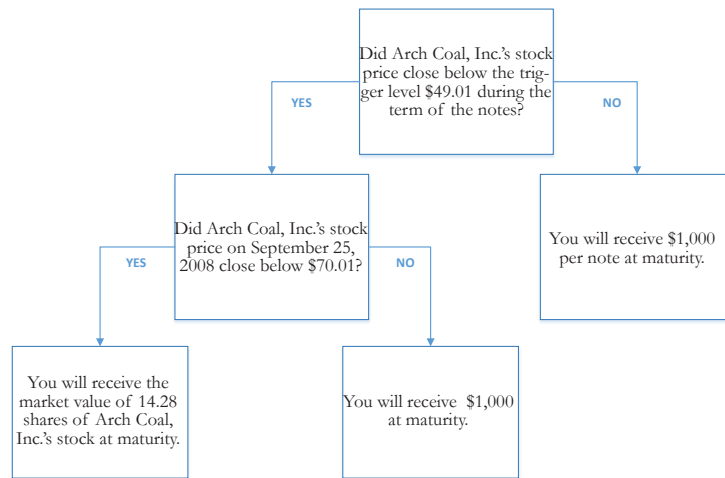 Did Arch Coal, Inc.'s stock
price close below the trig-
ger level $49.01 during the
term of the notes?
YES
NO
Did Arch Coal, Inc.'s stock
price on September 25,
2008 close below $70.01?
You will receive $1,000
per note at maturity.
YES
NO
You will receive the
market value of 14.28
shares of Arch Coal,
Inc.'s stock at maturity.
You will receive  $1,000
at maturity.